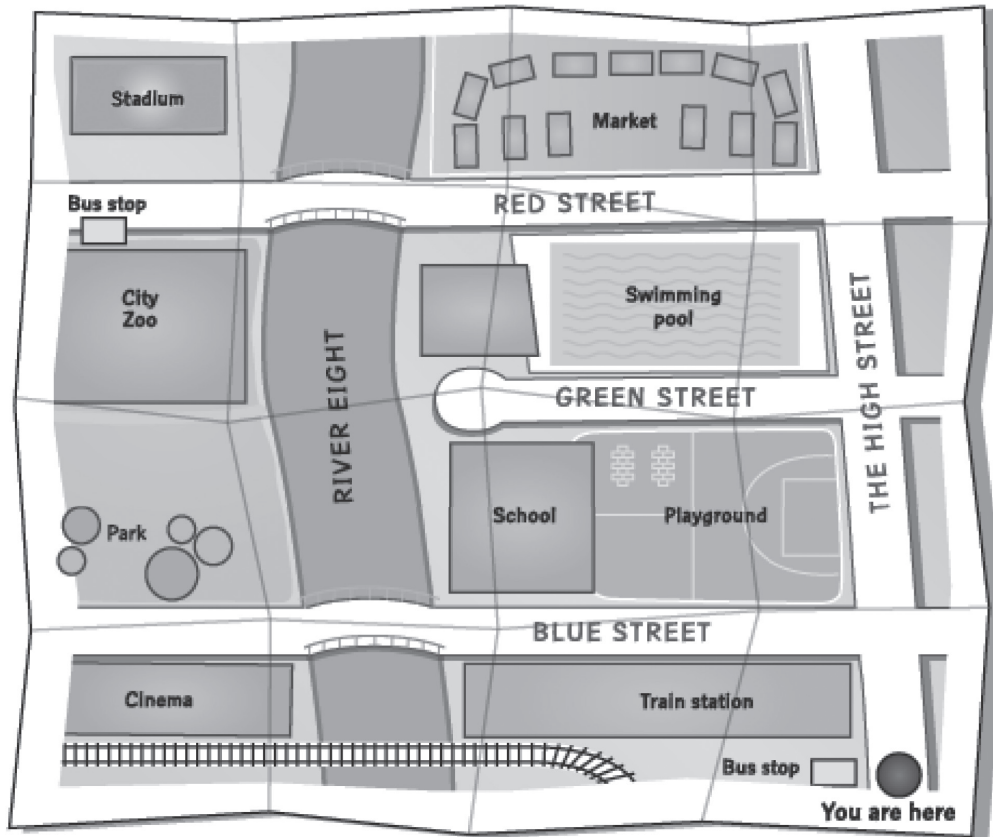 Stadium
Market
RED STREET
Bus stop
City
Zoo
Swimming
pool
RIVER EIGHT
GREEN STREET
THE HIGH STREET
School
Playground
Park
BLUE STREET
Cinema
Train station
Bus stop
You are here